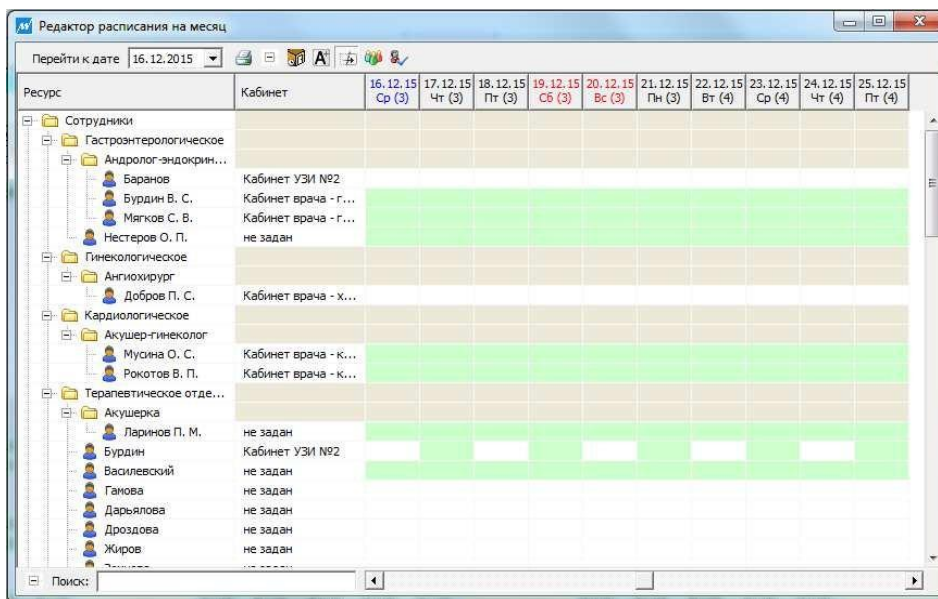 Редактор расписания на месяц
Перейти к дате 16.12.2015
Ресурс Кабинет 16.12.15 17.12.15 18.12.15 19.12.15 20.12.15 21.12.15 22.12.15 23.12.15 24.12.15 25.12.15
Ср (3) Чт (3) Пт (3) Сб (3) Вс (3) Пн (3) Вт (4) Ср (4) Чт (4) Пт (4)
Сотрудники
Гастроэнтерологическое
Андролог-эндокрин...
Баранов Кабинет УЗИ №2
Бурдин В. С. Кабинет врача - г...
Мягков С. В. Кабинет врача - г...
Нестеров О. П. не задан
Гинекологическое
Ангиохирург
Добров П. С. Кабинет врача - х...
Кардиологическое
Акушер-гинеколог
Мусина О. С. Кабинет врача - к...
Рокотов В. П. Кабинет врача - к...
Терапевтическое отде...
Акушерка
Ларинов П. М. не задан
Бурдин Кабинет УЗИ №2
Василевский не задан
Гамова не задан
Дарьялова не задан
Дроздова не задан
Жиров не задан
Поиск: